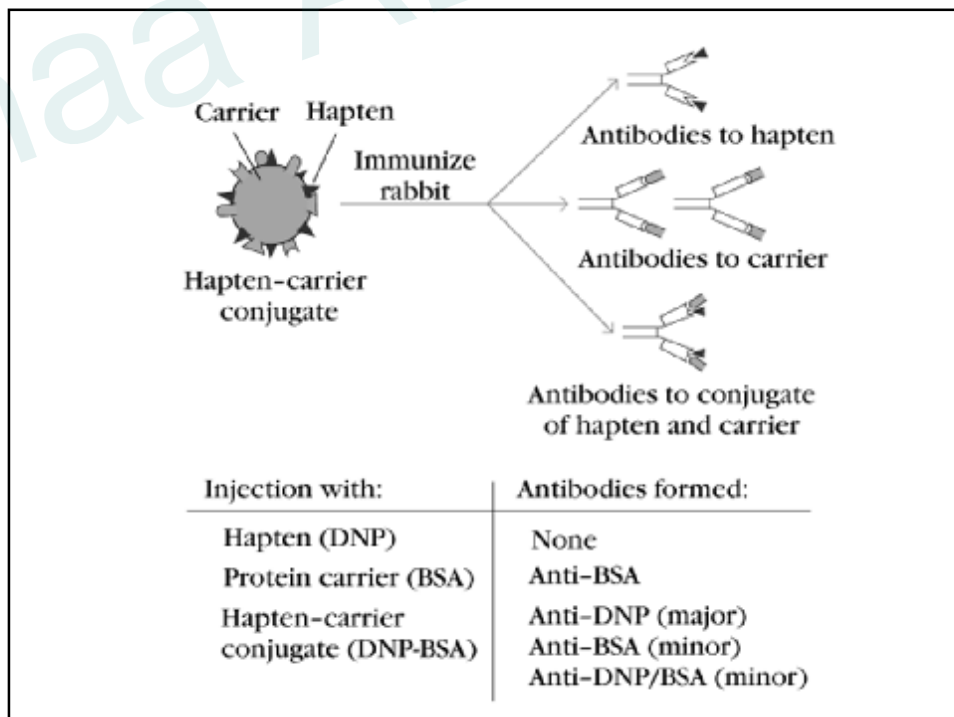 Carrier Hapten
Immunize
rabbit
Hapten–carrier
conjugate
Antibodies to hapten
Antibodies to carrier
Antibodies to conjugate
of hapten and carrier
Injection with: Antibodies formed:
Hapten (DNP) None
Protein carrier (BSA) Anti–BSA
Hapten–carrier Anti–DNP (major)
conjugate (DNP-BSA) Anti–BSA (minor)
Anti–DNP/BSA (minor)